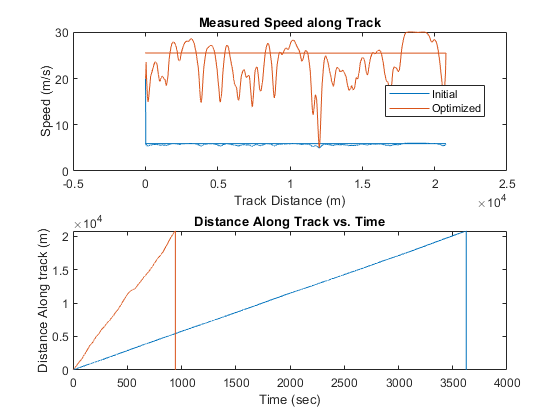 Measured Speed along Track
Speed (m/s)
30
20
10
0
Initial
Optimized
-0.5 0 0.5 1 1.5 2 2.5
Track Distance (m)
×10^4
Distance Along Track vs. Time
×10^4
Distance Along track (m)
2
1.5
1
0.5
0
0 500 1000 1500 2000 2500 3000 3500 4000
Time (sec)